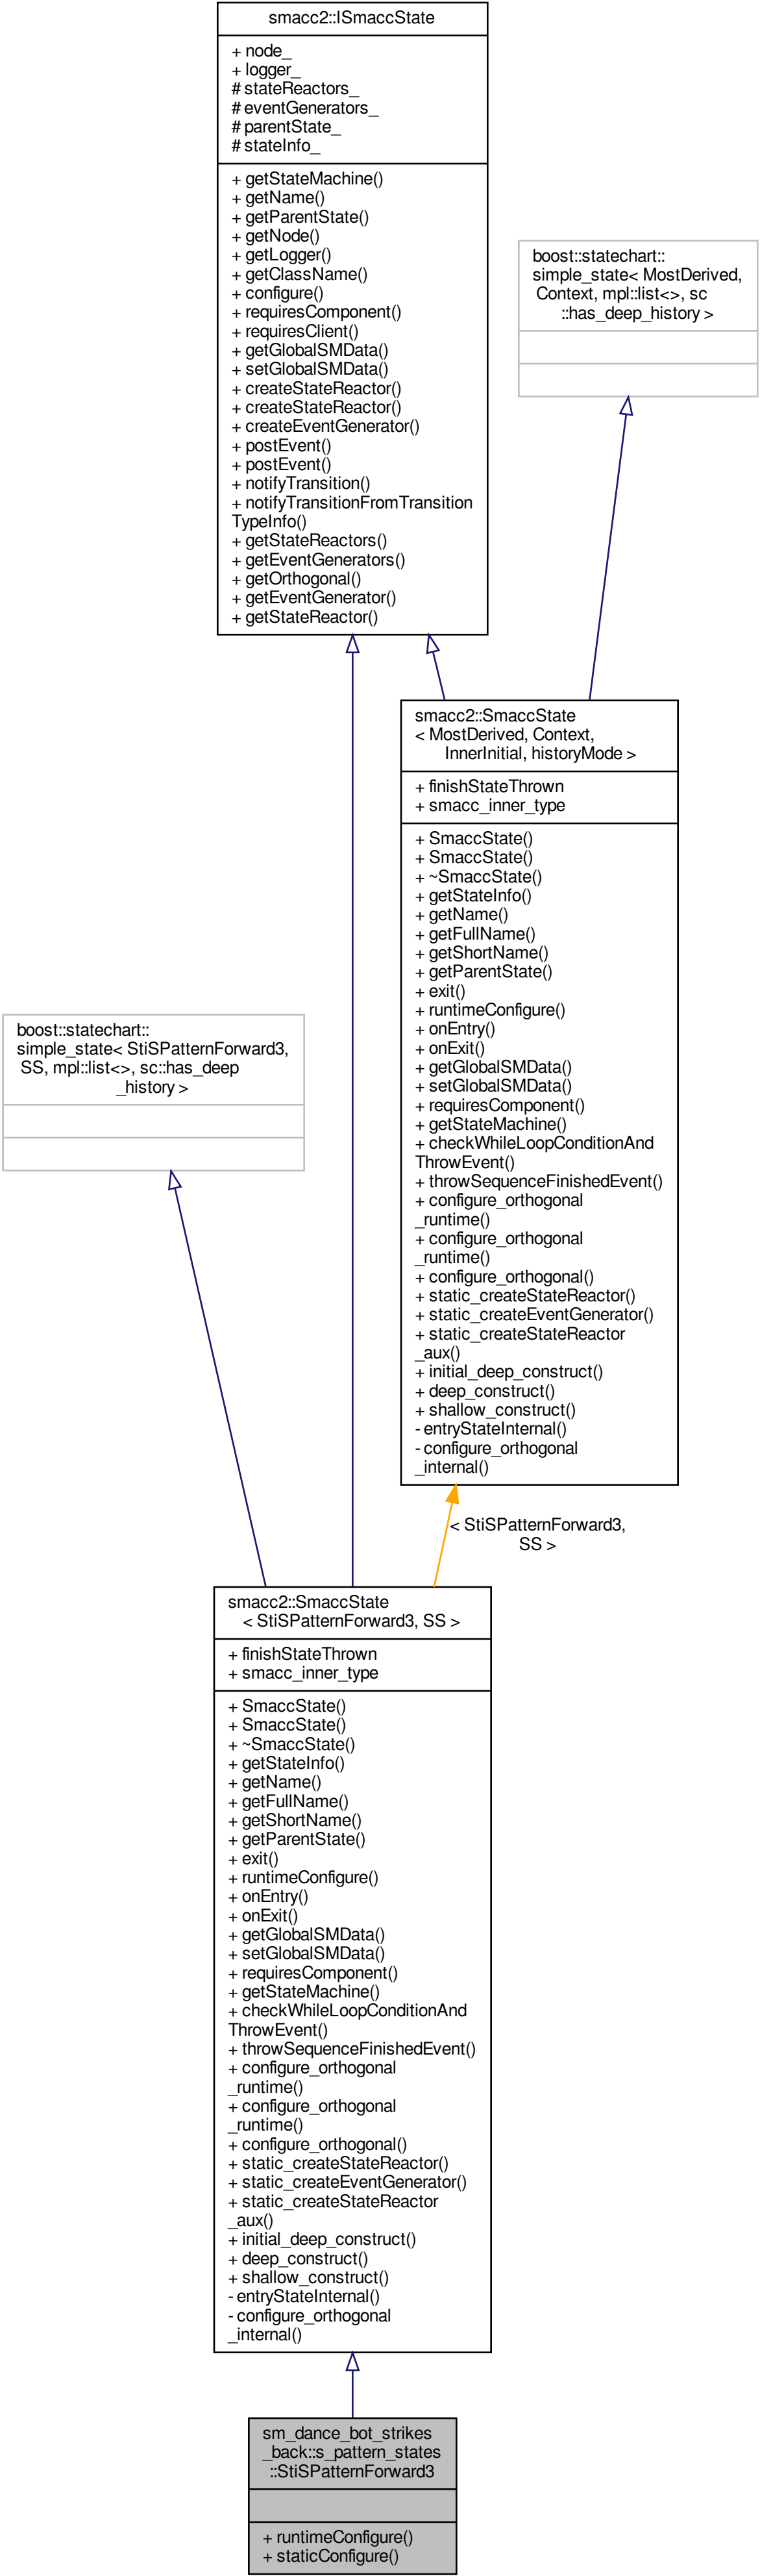 smacc2::ISmaccState
+ node_
+ logger_
# stateReactors_
# eventGenerators_
# parentState_
# stateInfo_
+ getStateMachine()
+ getName()
+ getParentState()
+ getNode()
+ getLogger()
+ getClassName()
+ configure()
+ requiresComponent()
+ requiresClient()
+ getGlobalSMData()
+ setGlobalSMData()
+ createStateReactor()
+ createStateReactor()
+ createEventGenerator()
+ postEvent()
+ postEvent()
+ notifyTransition()
+ notifyTransitionFromTransition
TypeInfo()
+ getStateReactors()
+ getEventGenerators()
+ getOrthogonal()
+ getEventGenerator()
+ getStateReactor()
boost::statechart::
simple_state< MostDerived,
Context, mpl::list<>, sc
::has_deep_history >
smacc2::SmaccState
< MostDerived, Context,
InnerInitial, historyMode >
+ finishStateThrown
+ smacc_inner_type
+ SmaccState()
+ SmaccState()
+ ~SmaccState()
+ getStateInfo()
+ getName()
+ getFullName()
+ getShortName()
+ getParentState()
+ exit()
+ runtimeConfigure()
+ onEntry()
+ onExit()
+ getGlobalSMData()
+ setGlobalSMData()
+ requiresComponent()
+ getStateMachine()
+ checkWhileLoopConditionAnd
ThrowEvent()
+ throwSequenceFinishedEvent()
+ configure_orthogonal
_runtime()
+ configure_orthogonal
_runtime()
+ configure_orthogonal()
+ static_createStateReactor()
+ static_createEventGenerator()
+ static_createStateReactor
_aux()
+ initial_deep_construct()
+ deep_construct()
+ shallow_construct()
- entryStateInternal()
- configure_orthogonal
_internal()
boost::statechart::
simple_state< StiSPatternForward3,
SS, mpl::list<>, sc::has_deep
_history >
< StiSPatternForward3,
SS >
smacc2::SmaccState
< StiSPatternForward3, SS >
+ finishStateThrown
+ smacc_inner_type
+ SmaccState()
+ SmaccState()
+ ~SmaccState()
+ getStateInfo()
+ getName()
+ getFullName()
+ getShortName()
+ getParentState()
+ exit()
+ runtimeConfigure()
+ onEntry()
+ onExit()
+ getGlobalSMData()
+ setGlobalSMData()
+ requiresComponent()
+ getStateMachine()
+ checkWhileLoopConditionAnd
ThrowEvent()
+ throwSequenceFinishedEvent()
+ configure_orthogonal
_runtime()
+ configure_orthogonal
_runtime()
+ configure_orthogonal()
+ static_createStateReactor()
+ static_createEventGenerator()
+ static_createStateReactor
_aux()
+ initial_deep_construct()
+ deep_construct()
+ shallow_construct()
- entryStateInternal()
- configure_orthogonal
_internal()
sm_dance_bot_strikes
_back::s_pattern_states
::StiSPatternForward3
+ runtimeConfigure()
+ staticConfigure()